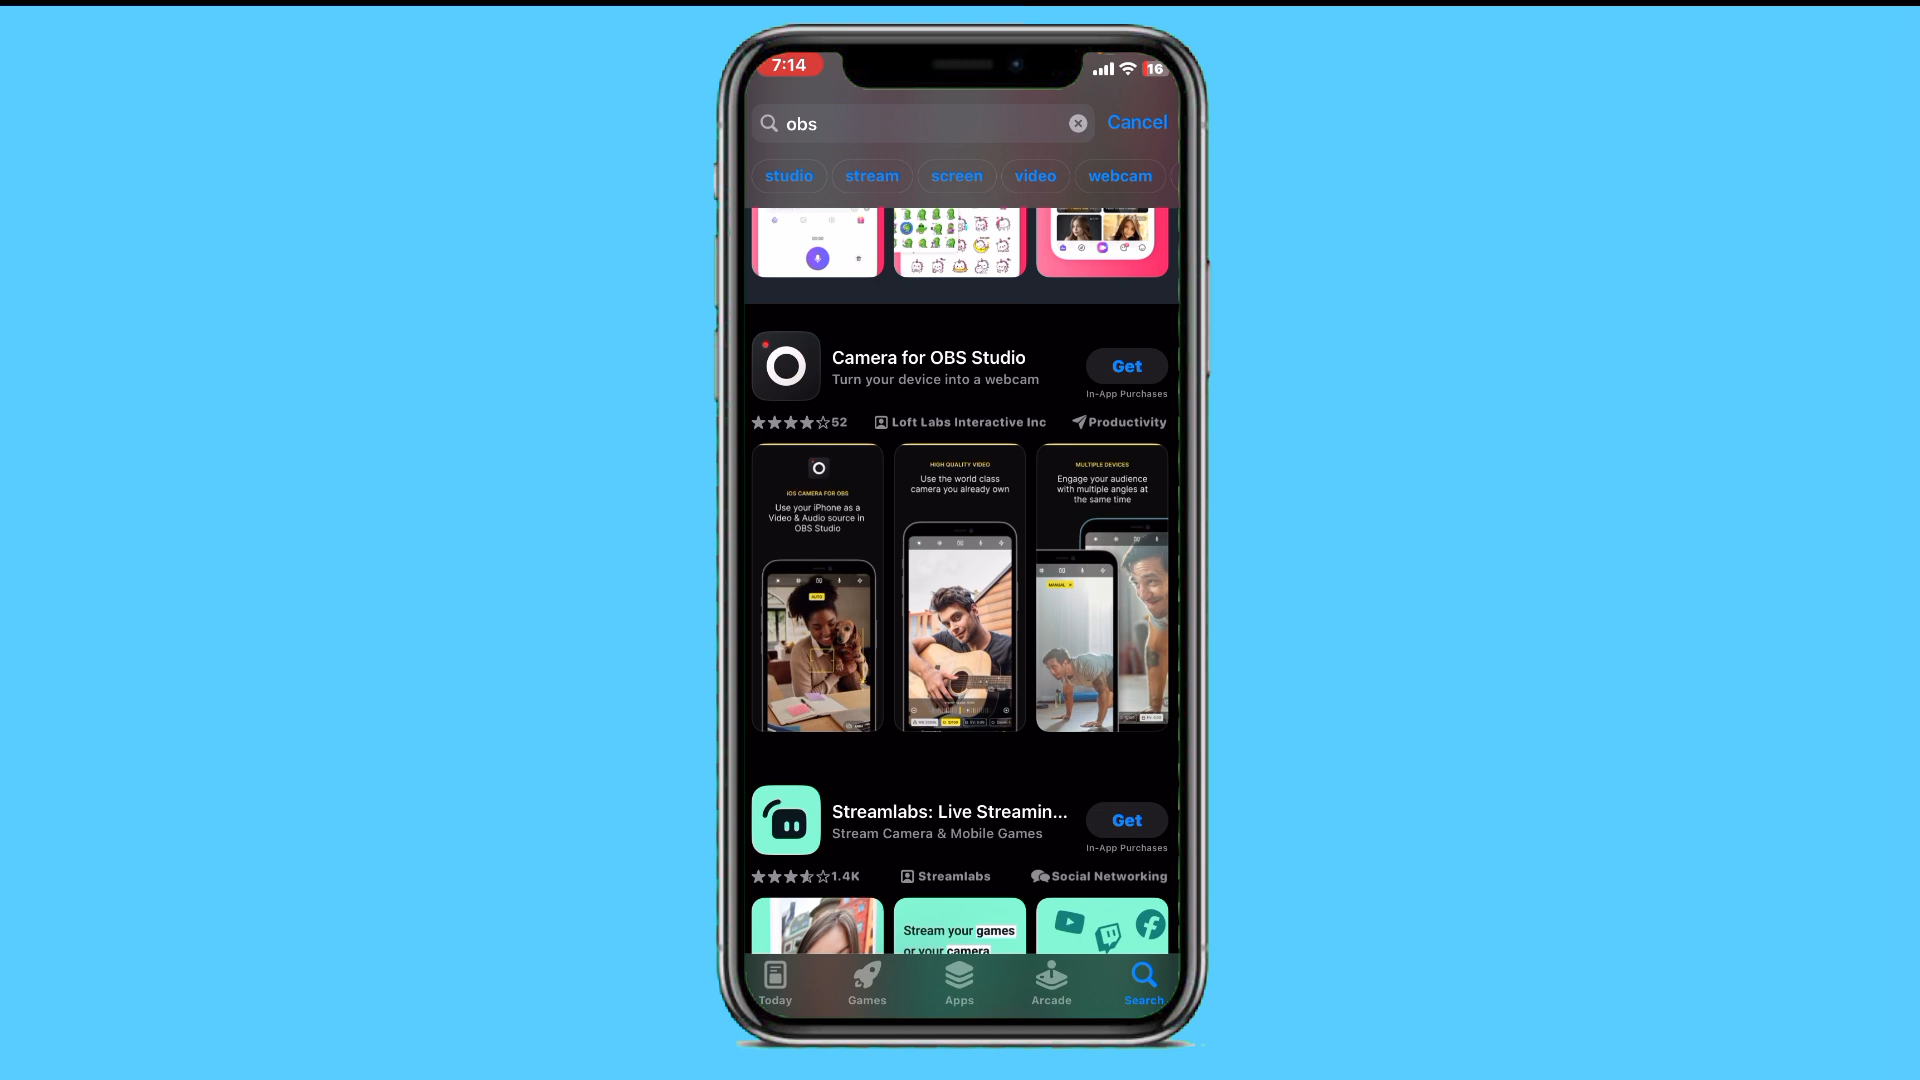 7:14
16
obs
Cancel
studio
stream
screen
video
webcam
Camera for OBS Studio
Turn your device into a webcam
Get
In-App Purchases
52
Loft Labs Interactive Inc
Productivity
iOS CAMERA FOR OBS
Use your iPhone as a
Video & Audio source in
OBS Studio
AUTO
HIGH QUALITY VIDEO
Use the world class
camera you already own
MULTIPLE DEVICES
Engage your audience
with multiple angles at
the same time
MANUAL
Streamlabs: Live Streamin...
Stream Camera & Mobile Games
Get
In-App Purchases
1.4K
Streamlabs
Social Networking
Stream your games
or your camera
Today
Games
Apps
Arcade
Search